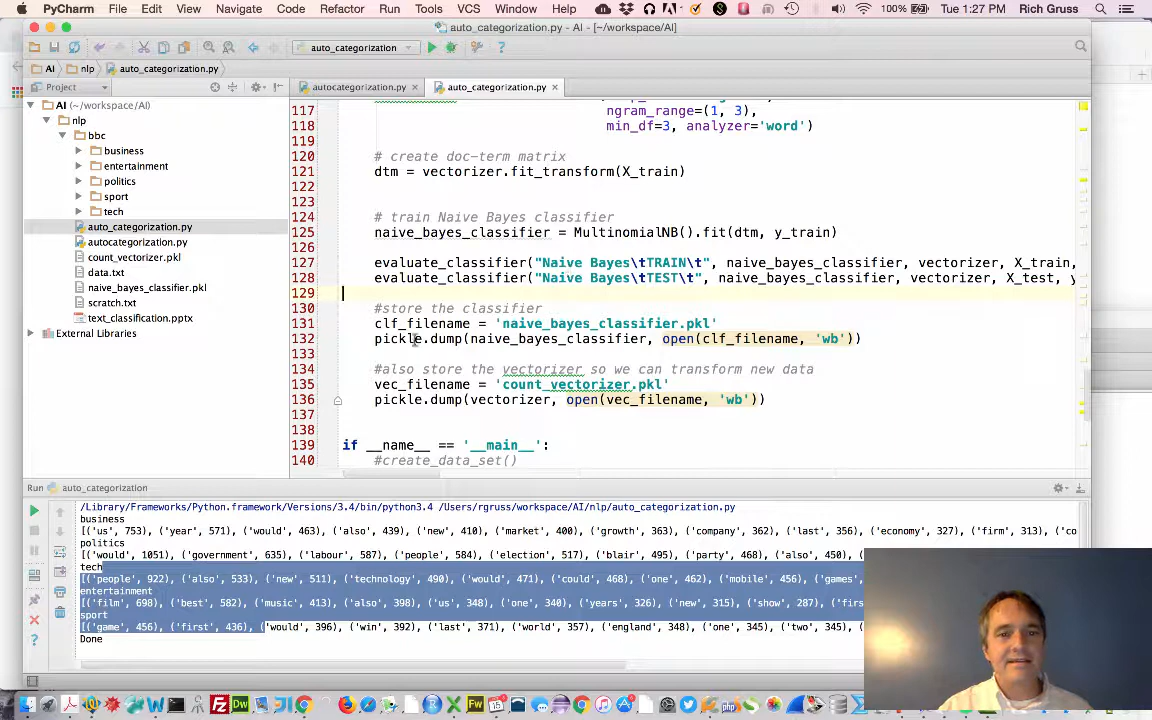 PyCharm File Edit View Navigate Code Refactor Run Tools VCS Window Help 100% Tue 1:27 PM Rich Gruss
auto_categorization.py - AI - [~/workspace/AI]
auto_categorization
AI nlp auto_categorization.py
Project
autocategorization.py × auto_categorization.py ×
AI (~/workspace/AI)
nlp
bbc
business
entertainment
politics
sport
tech
auto_categorization.py
autocategorization.py
count_vectorizer.pkl
data.txt
naive_bayes_classifier.pkl
scratch.txt
text_classification.pptx
External Libraries
117 ngram_range=(1, 3),
118 min_df=3, analyzer='word')
119
120 # create doc-term matrix
121 dtm = vectorizer.fit_transform(X_train)
122
123
124 # train Naive Bayes classifier
125 naive_bayes_classifier = MultinomialNB().fit(dtm, y_train)
126
127 evaluate_classifier("Naive Bayes\tTRAIN\t", naive_bayes_classifier, vectorizer, X_train,
128 evaluate_classifier("Naive Bayes\tTEST\t", naive_bayes_classifier, vectorizer, X_test, y
129
130 #store the classifier
131 clf_filename = 'naive_bayes_classifier.pkl'
132 pickle.dump(naive_bayes_classifier, open(clf_filename, 'wb'))
133
134 #also store the vectorizer so we can transform new data
135 vec_filename = 'count_vectorizer.pkl'
136 pickle.dump(vectorizer, open(vec_filename, 'wb'))
137
138
139 if __name__ == '__main__':
140 #create_data_set()
Run auto_categorization
/Library/Frameworks/Python.framework/Versions/3.4/bin/python3.4 /Users/rgruss/workspace/AI/nlp/auto_categorization.py
business
[('us', 753), ('year', 571), ('would', 463), ('also', 439), ('new', 410), ('market', 400), ('growth', 363), ('company', 362), ('last', 356), ('economy', 327), ('firm', 313), ('co
politics
[('would', 1051), ('government', 635), ('labour', 587), ('people', 584), ('election', 517), ('blair', 495), ('party', 468), ('also', 450),
tech
[('people', 922), ('also', 533), ('new', 511), ('technology', 490), ('would', 471), ('could', 468), ('one', 462), ('mobile', 456), ('games',
entertainment
[('film', 698), ('best', 582), ('music', 413), ('also', 398), ('us', 348), ('one', 340), ('years', 326), ('new', 315), ('show', 287), ('firs
sport
[('game', 456), ('first', 436), ('would', 396), ('win', 392), ('last', 371), ('world', 357), ('england', 348), ('one', 345), ('two', 345),
Done